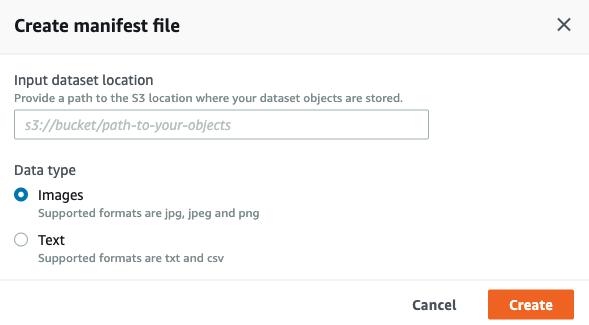 Create manifest file
Input dataset location
Provide a path to the S3 location where your dataset objects are stored.
s3://bucket/path-to-your-objects
Data type
Images
Supported formats are jpg, jpeg and png
Text
Supported formats are txt and csv
Cancel Create